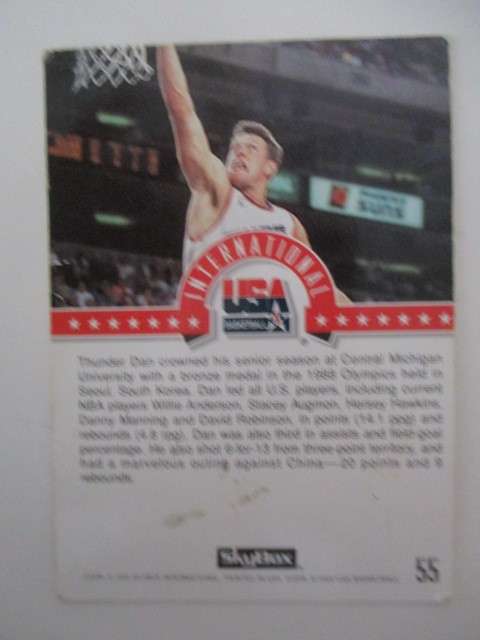 SUNS
INTERNATIONAL
USA
BASKETBALL
Thunder Dan crowned his senior season at Central Michigan
University with a bronze medal in the 1988 Olympics held in
Seoul, South Korea. Dan led all U.S. players, including current
NBA players Willie Anderson, Stacey Augmon, Hersey Hawkins,
Danny Manning and David Robinson, in points (14.1 ppg) and
rebounds (4.8 rpg). Dan was also third in assists and field-goal
percentage. He also shot 6-for-13 from three-point territory, and
had a marvelous outing against China—20 points and 9
rebounds.
SkyBox
55